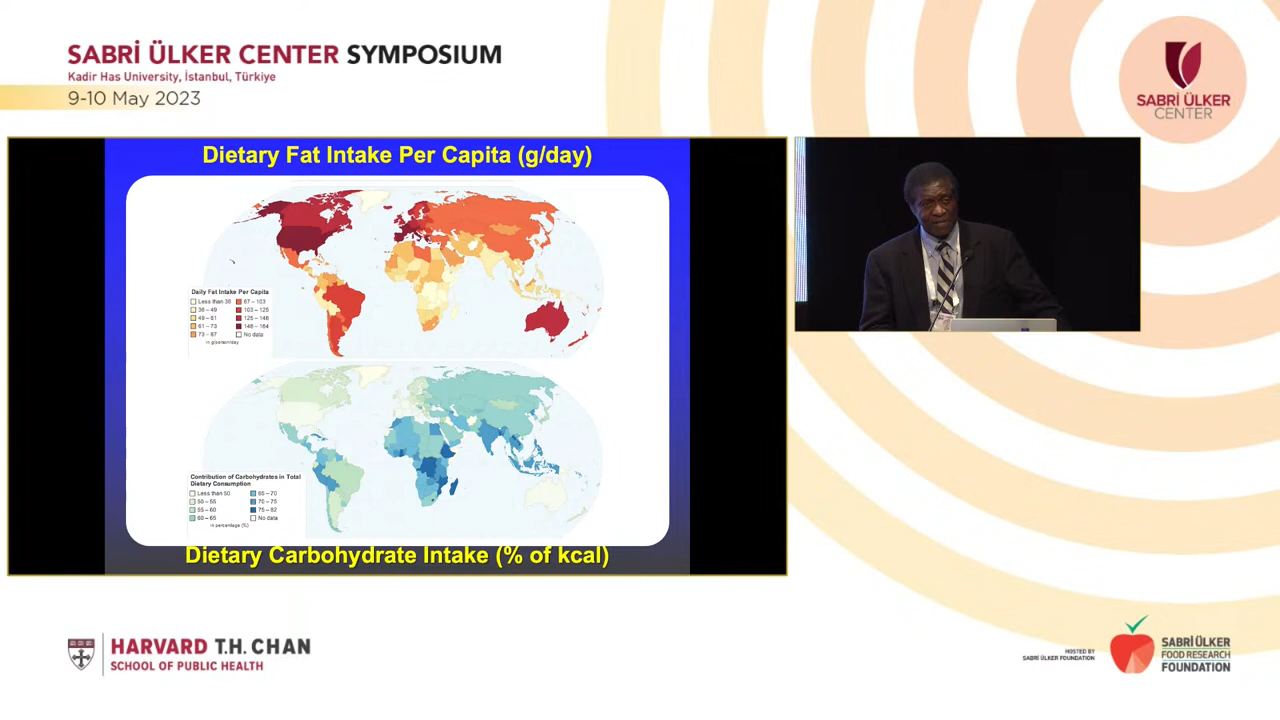 SABRİ ÜLKER CENTER SYMPOSIUM
Kadir Has University, İstanbul, Türkiye
9-10 May 2023
SABRİ ÜLKER
CENTER
Dietary Fat Intake Per Capita (g/day)
Daily Fat Intake Per Capita
Less than 36 87 – 103
36 – 49 103 – 125
49 – 61 125 – 148
61 – 73 148 – 164
73 – 87 No data
in g/person/day
Contribution of Carbohydrates in Total
Dietary Consumption
Less than 50 65 – 70
50 – 55 70 – 75
55 – 60 75 – 82
60 – 65 No data
in percentage (%)
Dietary Carbohydrate Intake (% of kcal)
HARVARD T.H. CHAN
SCHOOL OF PUBLIC HEALTH
HOSTED BY
SABRİ ÜLKER FOUNDATION
SABRİ ÜLKER
FOOD RESEARCH
FOUNDATION